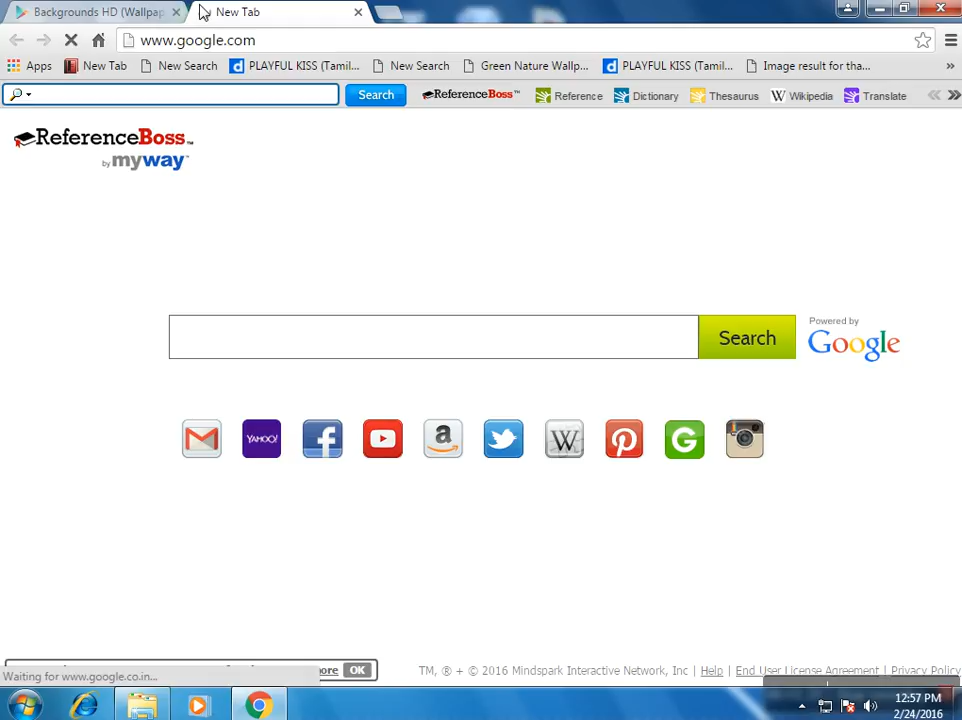 Backgrounds HD (Wallpap
New Tab
www.google.com
Apps New Tab New Search PLAYFUL KISS (Tamil... New Search Green Nature Wallp... PLAYFUL KISS (Tamil... Image result for tha... »
Search ReferenceBoss™ Reference Dictionary Thesaurus Wikipedia Translate
ReferenceBoss™
by myway™
Search
Powered by
Google
YAHOO!
ore OK
TM, ® + © 2016 Mindspark Interactive Network, Inc | Help | End User License Agreement | Privacy Policy
Waiting for www.google.co.in...
12:57 PM
2/24/2016